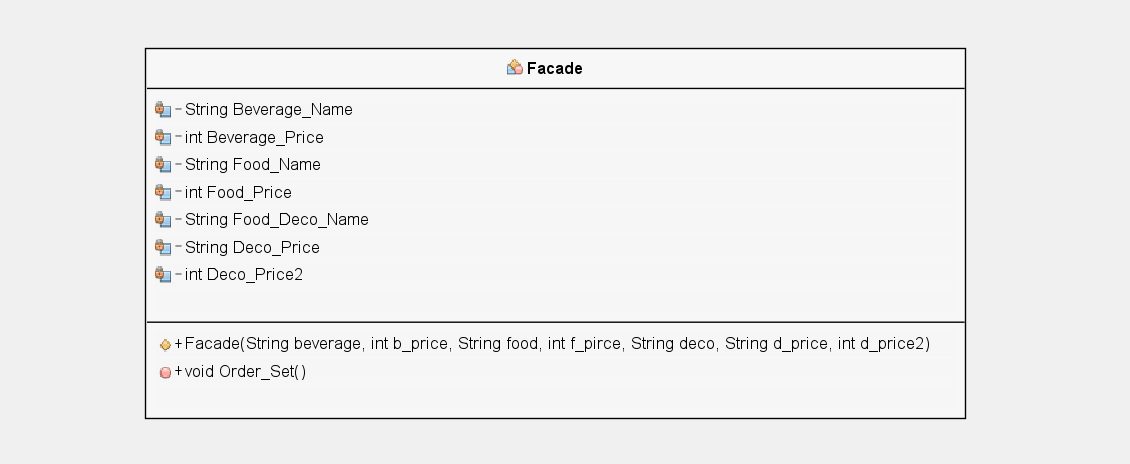 Facade
- String Beverage_Name
- int Beverage_Price
- String Food_Name
- int Food_Price
- String Food_Deco_Name
- String Deco_Price
- int Deco_Price2
+ Facade(String beverage, int b_price, String food, int f_pirce, String deco, String d_price, int d_price2)
+ void Order_Set()